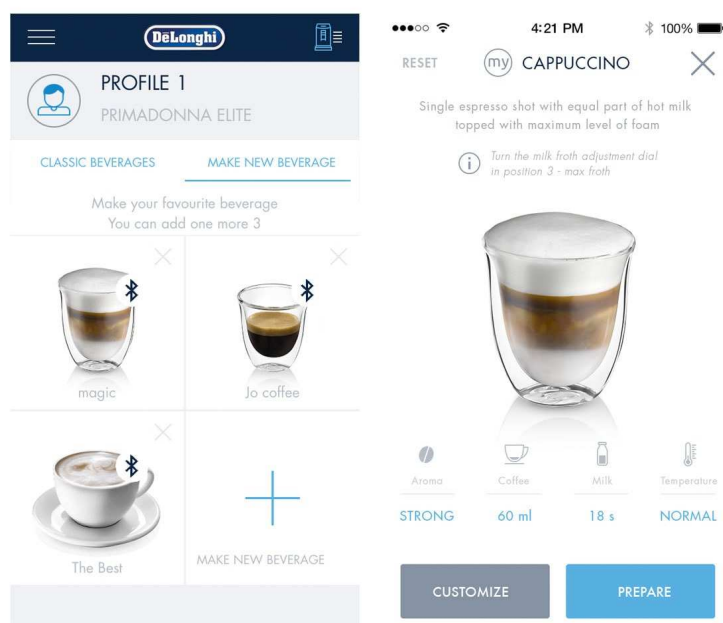 DeLonghi
PROFILE 1
PRIMADONNA ELITE
CLASSIC BEVERAGES
MAKE NEW BEVERAGE
Make your favourite beverage
You can add one more 3
magic
Jo coffee
The Best
MAKE NEW BEVERAGE
4:21 PM
100%
RESET
my CAPPUCCINO
Single espresso shot with equal part of hot milk
topped with maximum level of foam
i
Turn the milk froth adjustment dial
in position 3 - max froth
Aroma
Coffee
Milk
Temperature
STRONG
60 ml
18 s
NORMAL
CUSTOMIZE
PREPARE